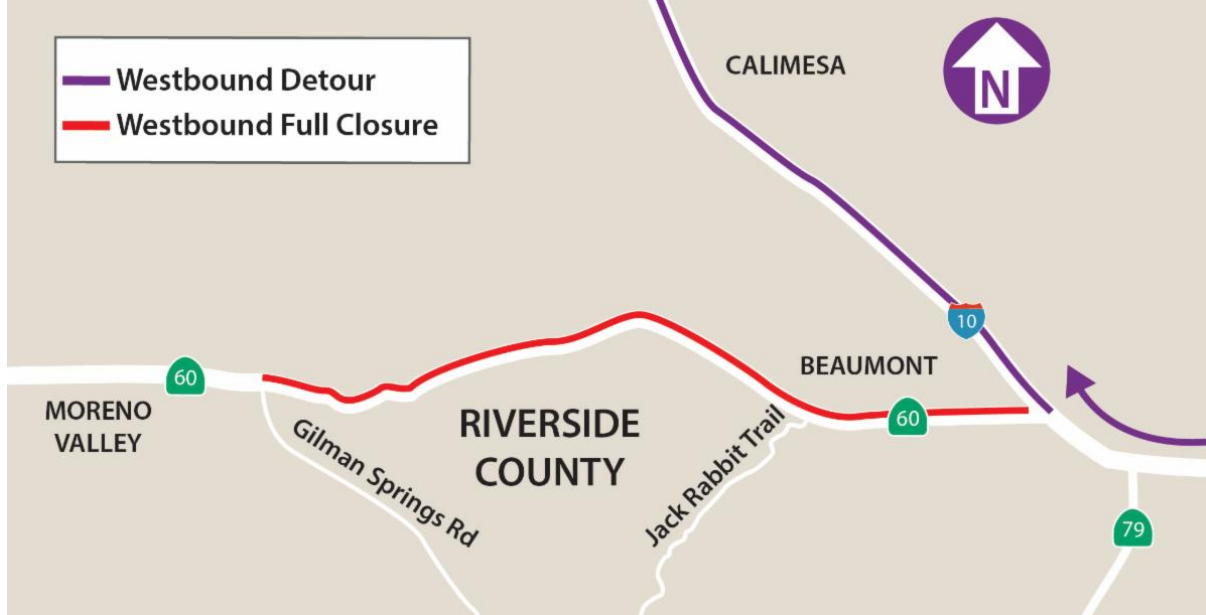 Westbound Detour
Westbound Full Closure
CALIMESA
N
10
BEAUMONT
60
MORENO
VALLEY
Gilman Springs Rd
RIVERSIDE
COUNTY
Jack Rabbit Trail
60
79